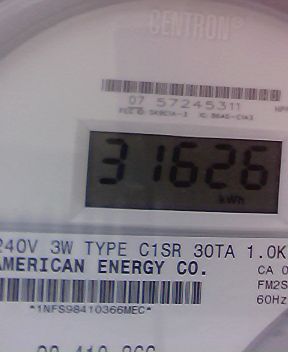 CENTRON®
07 57245311
31626
kWh
240V 3W TYPE C1SR 30TA 1.0K
AMERICAN ENERGY CO.
CA 0
FM2S
60Hz
*1NFS98410366MEC*